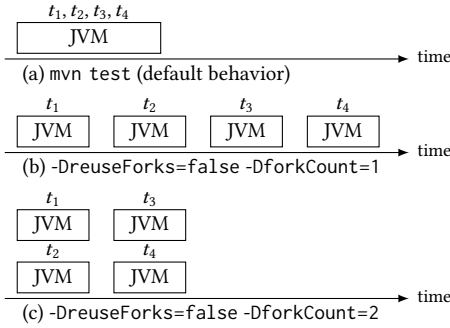 t1, t2, t3, t4
JVM
time
(a) mvn test (default behavior)
t1 t2 t3 t4
JVM JVM JVM JVM
time
(b) -DreuseForks=false -DforkCount=1
t1 t3
JVM JVM
t2 t4
JVM JVM
time
(c) -DreuseForks=false -DforkCount=2